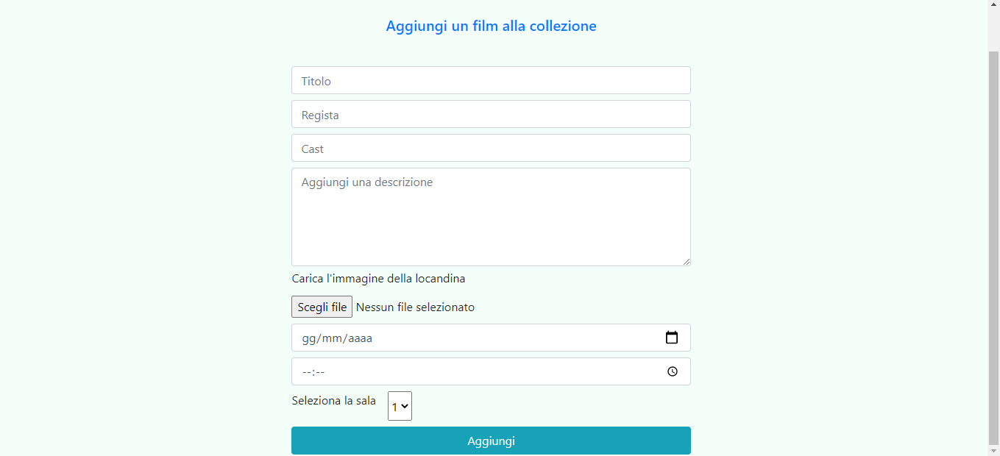 Aggiungi un film alla collezione
Titolo
Regista
Cast
Aggiungi una descrizione
Carica l'immagine della locandina
Scegli file Nessun file selezionato
gg/mm/aaaa
--:--
Seleziona la sala 1
Aggiungi